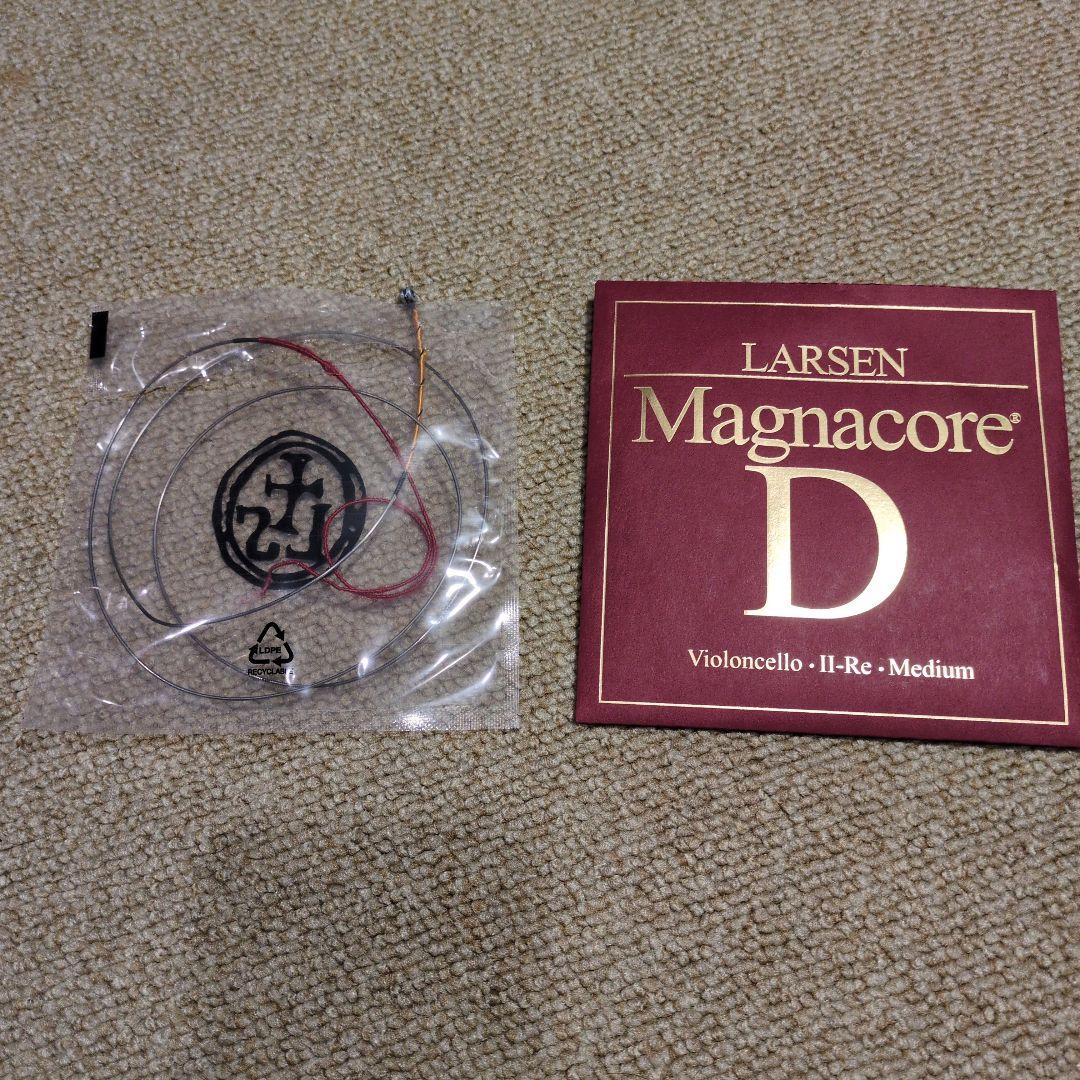 LARSEN
Magnacore®
D
Violoncello · II-Re · Medium
LDPE
RECYCLABLE